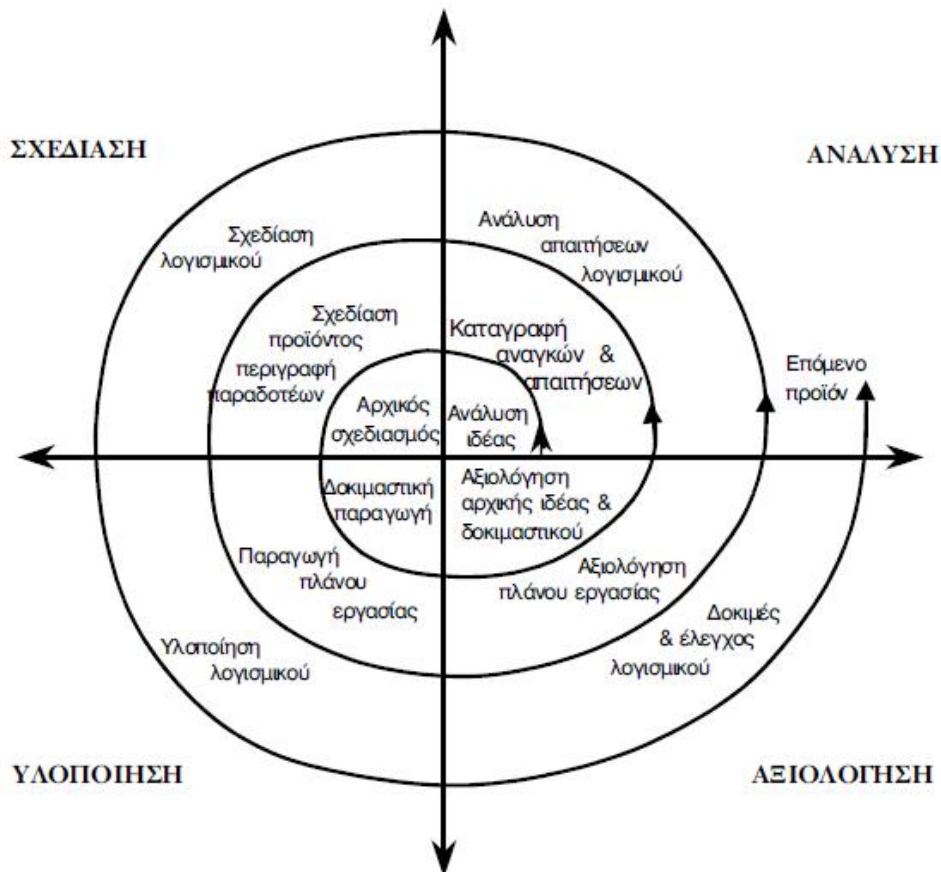 ΣΧΕΔΙΑΣΗ
ΑΝΑΛΥΣΗ
Σχεδίαση
λογισμικού
Ανάλυση
απαιτήσεων
λογισμικού
Σχεδίαση
προϊόντος
περιγραφή
παραδοτέων
Καταγραφή
αναγκών &
απαιτήσεων
Επόμενο
προϊόν
Αρχικός
σχεδιασμός
Ανάλυση
ιδέας
Δοκιμαστική
παραγωγή
Αξιολόγηση
αρχικής ιδέας &
δοκιμαστικού
Παραγωγή
πλάνου
εργασίας
Αξιολόγηση
πλάνου εργασίας
Δοκιμές
& έλεγχος
λογισμικού
Υλοποίηση
λογισμικού
ΥΛΟΠΟΙΗΣΗ
ΑΞΙΟΛΟΓΗΣΗ